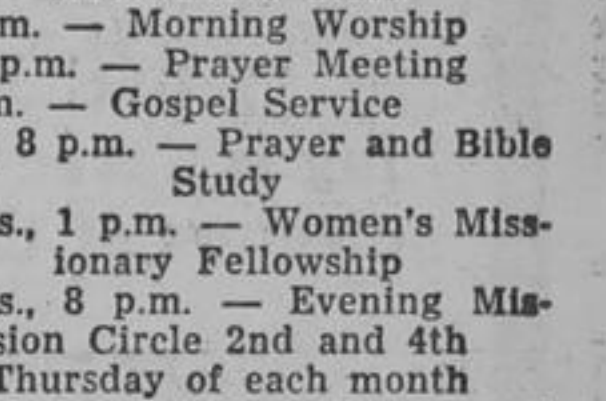 m. — Morning Worship
p.m. — Prayer Meeting
m. — Gospel Service
8 p.m. — Prayer and Bible
Study
s., 1 p.m. — Women's Miss-
ionary Fellowship
s., 8 p.m. — Evening Mis-
sion Circle 2nd and 4th
Thursday of each month